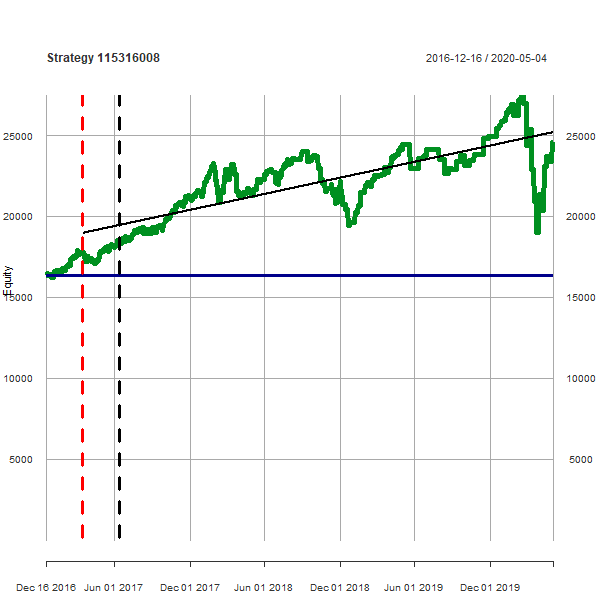 Strategy 115316008
2016-12-16 / 2020-05-04
25000
25000
20000
20000
Equity
15000
15000
10000
10000
5000
5000
Dec 16 2016
Jun 01 2017
Dec 01 2017
Jun 01 2018
Dec 01 2018
Jun 01 2019
Dec 01 2019